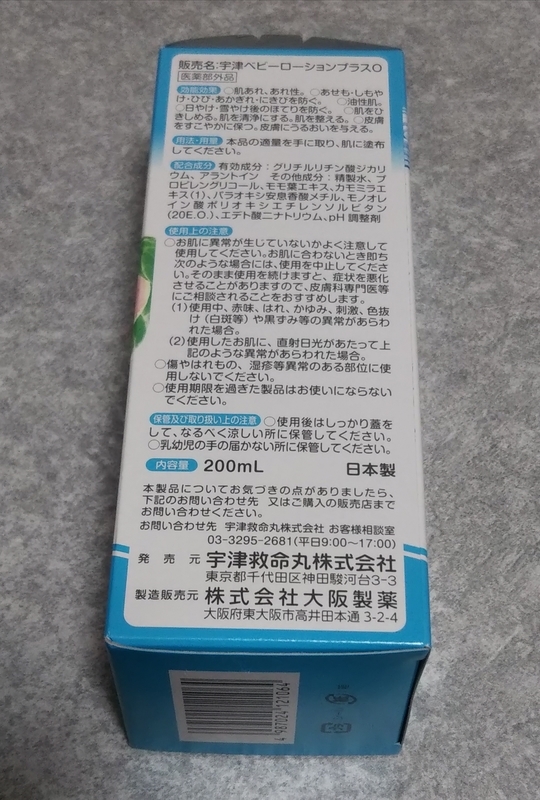 販売名:宇津ベビーローションプラスO
医薬部外品
効能効果 ○肌あれ、あれ性。 ○あせも・しもや
け・ひび・あかぎれ・にきびを防ぐ。 ○油性肌。
○日やけ・雪やけ後のほてりを防ぐ。 ○肌をひ
きしめる。肌を清浄にする。肌を整える。○皮膚
をすこやかに保つ。皮膚にうるおいを与える。
用法・用量 本品の適量を手に取り、肌に塗布
してください。
配合成分 有効成分：グリチルリチン酸ジカリ
ウム、アラントイン その他成分：精製水、プ
ロピレングリコール、モモ葉エキス、カモミラエ
キス(1)、パラオキシ安息香酸メチル、モノオレ
イン酸ポリオキシエチレンソルビタン
(20E.O.)、エデト酸二ナトリウム、pH調整剤
使用上の注意
○お肌に異常が生じていないかよく注意して
使用してください。お肌に合わないとき即ち
次のような場合には、使用を中止してくださ
い。そのまま使用を続けますと、症状を悪化
させることがありますので、皮膚科専門医等
にご相談されることをおすすめします。
(1)使用中、赤味、はれ、かゆみ、刺激、色抜
け(白斑等)や黒ずみ等の異常があらわ
れた場合。
(2)使用したお肌に、直射日光があたって上
記のような異常があらわれた場合。
○傷やはれもの、湿疹等異常のある部位に使
用しないでください。
○使用期限を過ぎた製品はお使いにならない
でください。
保管及び取り扱い上の注意 ○使用後はしっかり蓋を
して、なるべく涼しい所に保管してください。
○乳幼児の手の届かない所に保管してください。
内容量 200mL 日本製
本製品についてお気づきの点がありましたら、
下記のお問い合わせ先 又はご購入の販売店まで
お問い合わせください。
お問い合わせ先 宇津救命丸株式会社 お客様相談室
03-3295-2681(平日9:00～17:00)
発売元 宇津救命丸株式会社
東京都千代田区神田駿河台3-3
製造販売元 株式会社大阪製薬
大阪府東大阪市高井田本通3-2-4
4987024121064